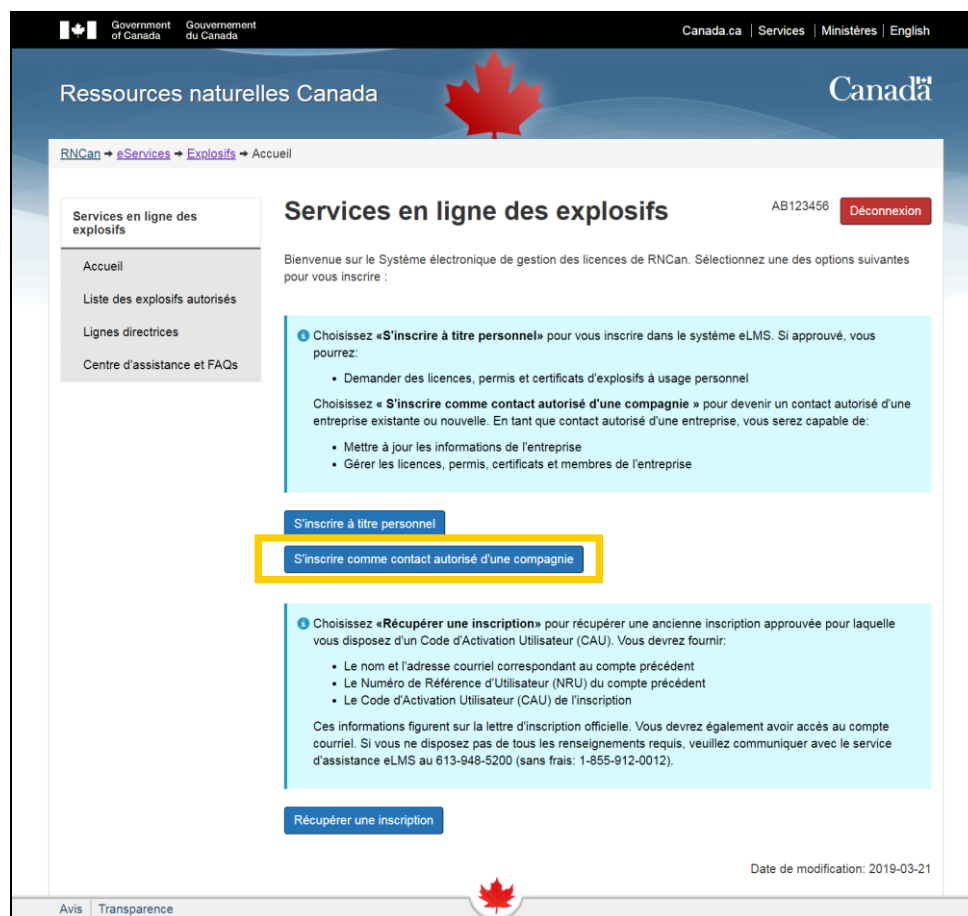 Government Gouvernement
of Canada du Canada
Canada.ca | Services | Ministères | English
Ressources naturelles Canada
Canada
RNCan → eServices → Explosifs → Accueil
Services en ligne des
explosifs
Accueil
Liste des explosifs autorisés
Lignes directrices
Centre d'assistance et FAQs
Services en ligne des explosifs
AB123456
Déconnexion
Bienvenue sur le Système électronique de gestion des licences de RNCan. Sélectionnez une des options suivantes
pour vous inscrire :
Choisissez «S'inscrire à titre personnel» pour vous inscrire dans le système eLMS. Si approuvé, vous
pourrez:
• Demander des licences, permis et certificats d'explosifs à usage personnel
Choisissez « S'inscrire comme contact autorisé d'une compagnie » pour devenir un contact autorisé d'une
entreprise existante ou nouvelle. En tant que contact autorisé d'une entreprise, vous serez capable de:
• Mettre à jour les informations de l'entreprise
• Gérer les licences, permis, certificats et membres de l'entreprise
S'inscrire à titre personnel
S'inscrire comme contact autorisé d'une compagnie
Choisissez «Récupérer une inscription» pour récupérer une ancienne inscription approuvée pour laquelle
vous disposez d'un Code d'Activation Utilisateur (CAU). Vous devrez fournir:
• Le nom et l'adresse courriel correspondant au compte précédent
• Le Numéro de Référence d'Utilisateur (NRU) du compte précédent
• Le Code d'Activation Utilisateur (CAU) de l'inscription
Ces informations figurent sur la lettre d'inscription officielle. Vous devrez également avoir accès au compte
courriel. Si vous ne disposez pas de tous les renseignements requis, veuillez communiquer avec le service
d'assistance eLMS au 613-948-5200 (sans frais: 1-855-912-0012).
Récupérer une inscription
Date de modification: 2019-03-21
Avis | Transparence